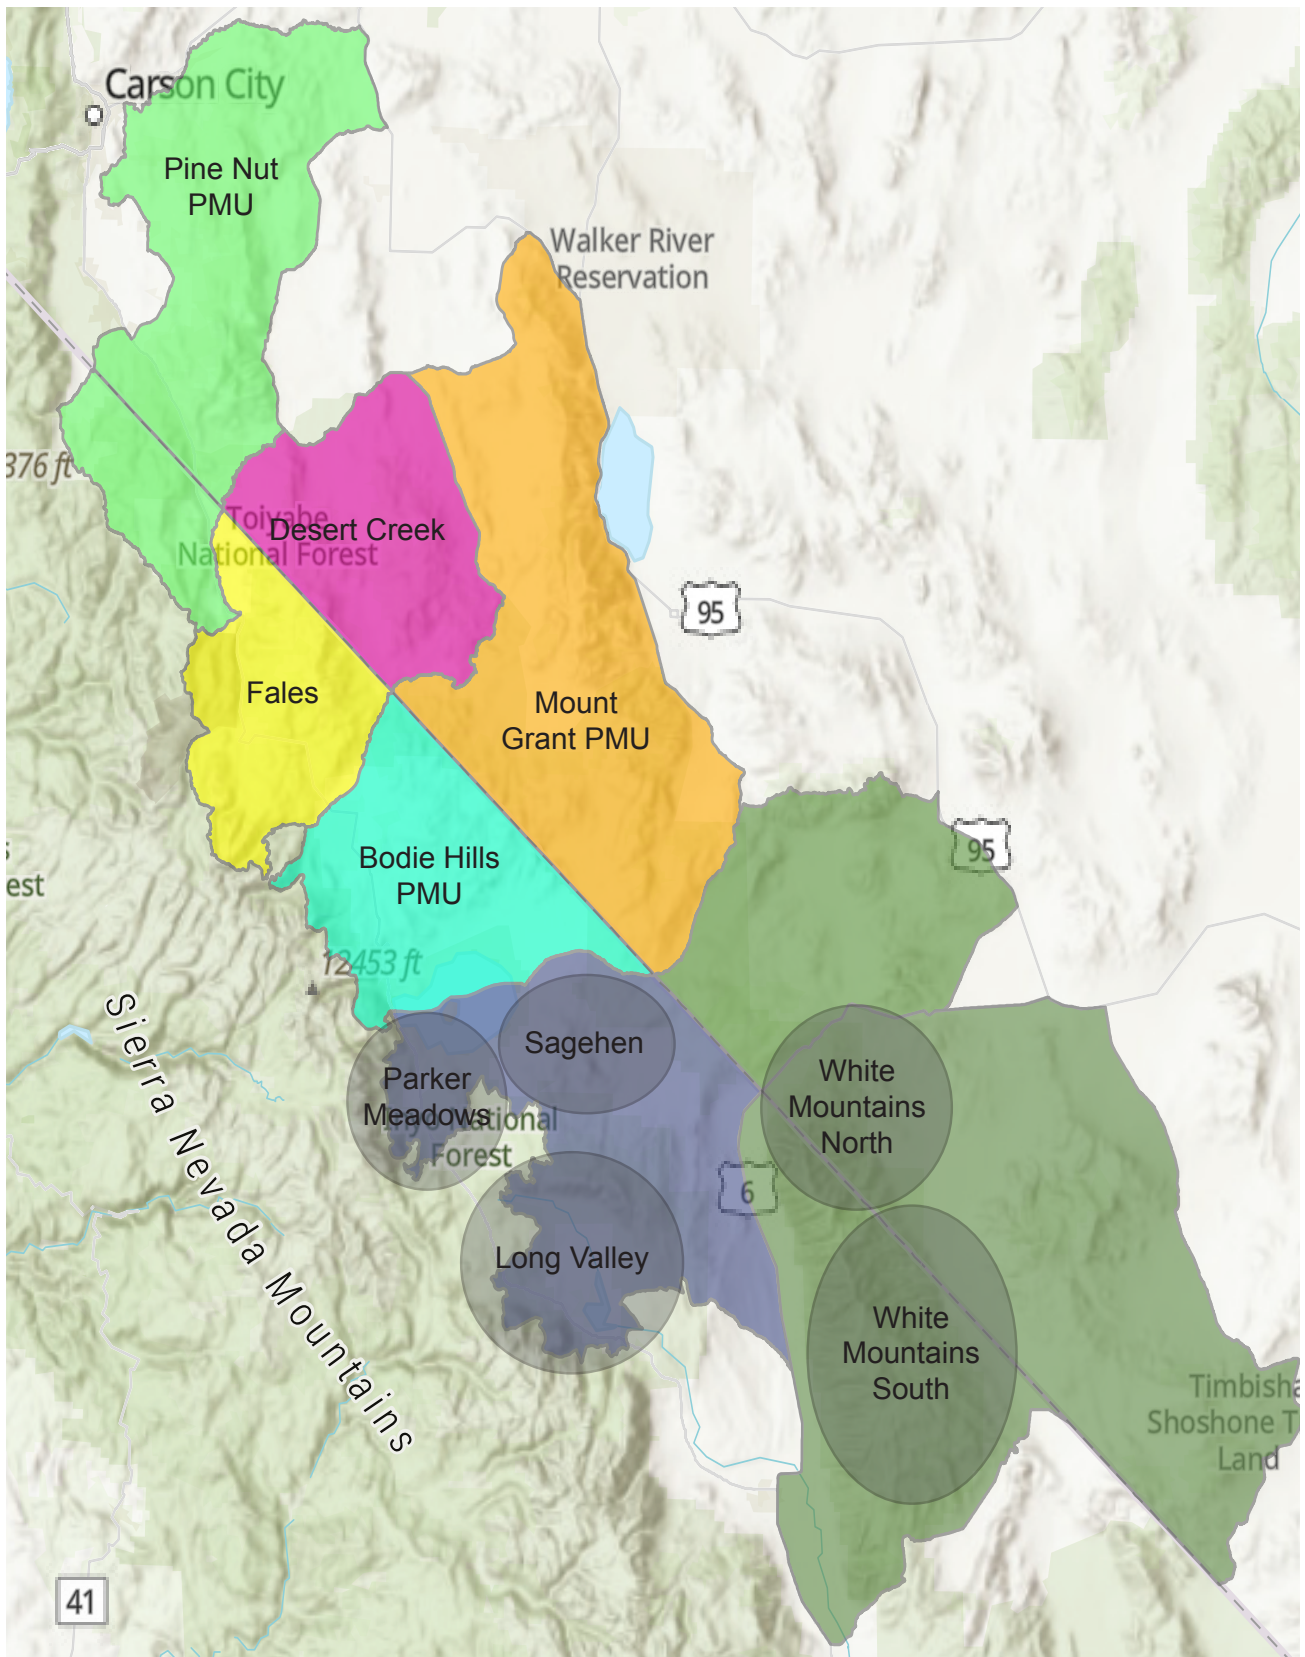 Carson City
Pine Nut
PMU
Walker River
Reservation
376 ft
Toiyabe
National Forest
Desert Creek
95
Fales
Mount
Grant PMU
95
Bodie Hills
PMU
est
12453 ft
Sierra Nevada Mountains
Sagehen
Parker
Meadows
National
Forest
White
Mountains
North
6
Long Valley
White
Mountains
South
Timbisha
Shoshone T
Land
41